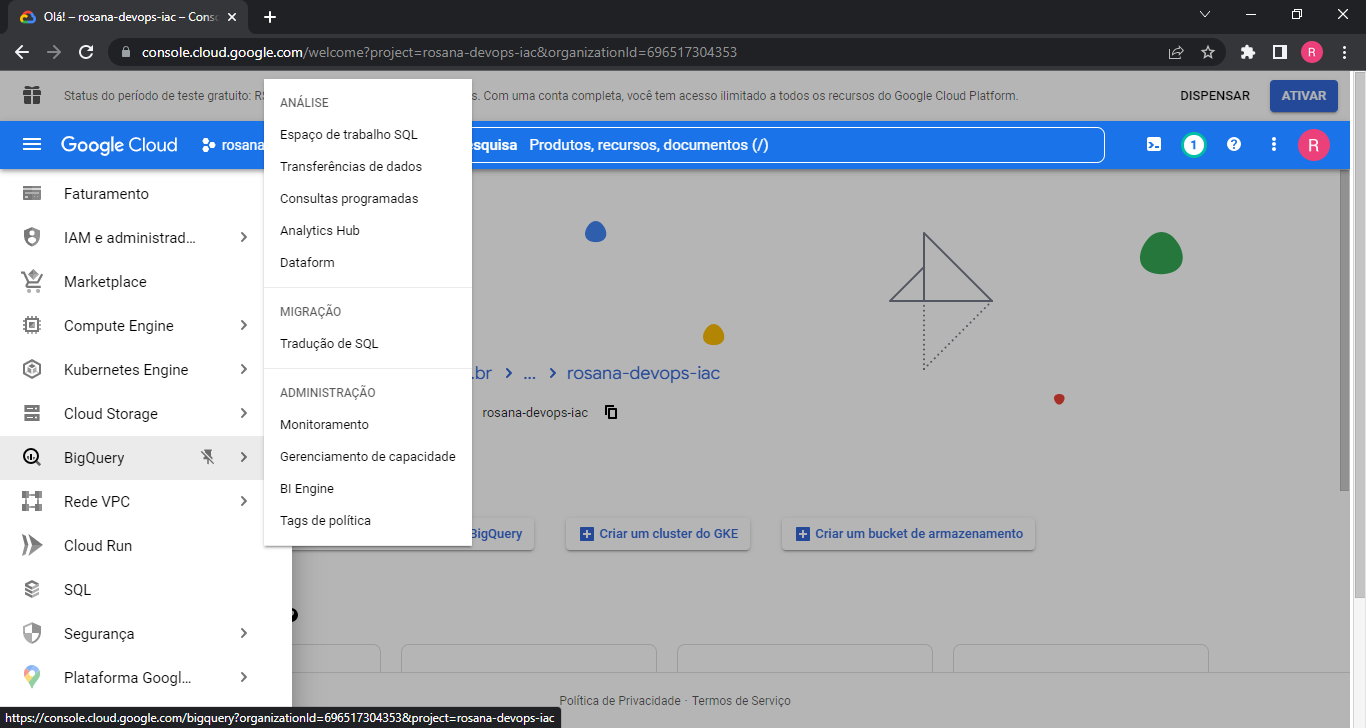 Olá! – rosana-devops-iac – Conso
console.cloud.google.com/welcome?project=rosana-devops-iac&organizationId=696517304353
R
Status do período de teste gratuito: R$ s. Com uma conta completa, você tem acesso ilimitado a todos os recursos do Google Cloud Platform.
DISPENSAR
ATIVAR
Google Cloud
rosana
esquisa Produtos, recursos, documentos (/)
1
R
Faturamento
IAM e administrad...
Marketplace
Compute Engine
Kubernetes Engine
Cloud Storage
BigQuery
Rede VPC
Cloud Run
SQL
Segurança
Plataforma Googl...
ANÁLISE
Espaço de trabalho SQL
Transferências de dados
Consultas programadas
Analytics Hub
Dataform
MIGRAÇÃO
Tradução de SQL
ADMINISTRAÇÃO
Monitoramento
Gerenciamento de capacidade
BI Engine
Tags de política
.br > ... > rosana-devops-iac
rosana-devops-iac
BigQuery
Criar um cluster do GKE
Criar um bucket de armazenamento
Política de Privacidade · Termos de Serviço
https://console.cloud.google.com/bigquery?organizationId=696517304353&project=rosana-devops-iac